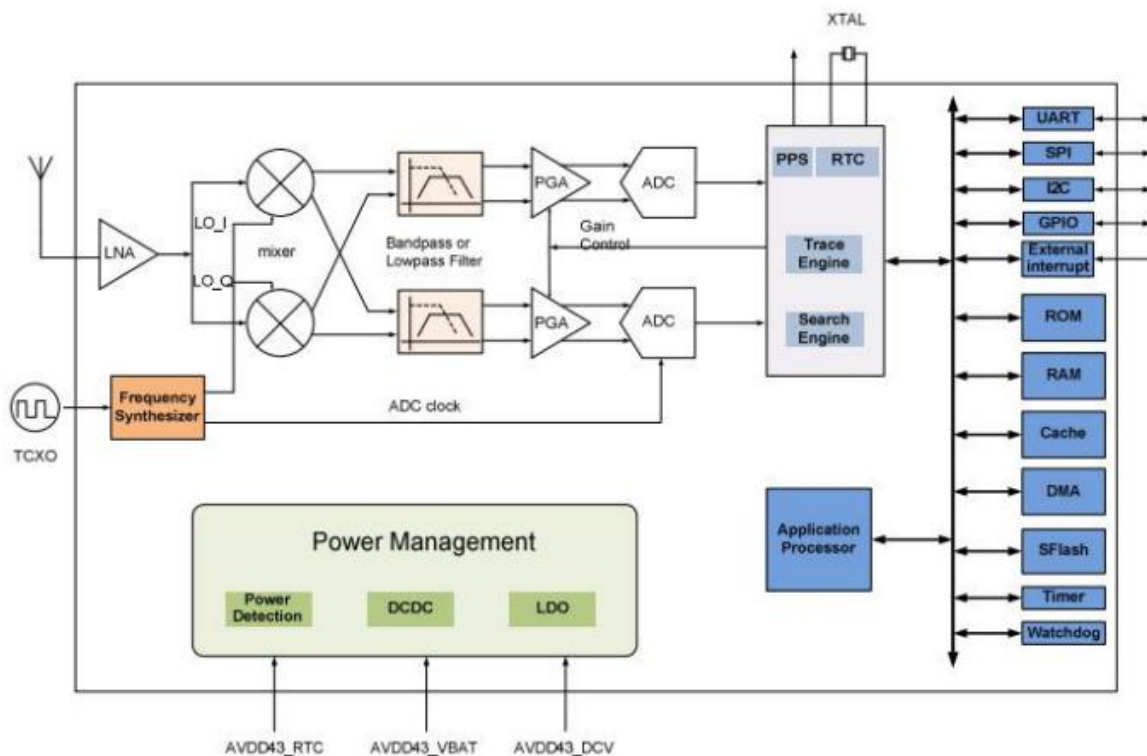 XTAL
UART
PPS
RTC
SPI
PGA
ADC
I2C
LO_I
GPIO
LNA
mixer
Bandpass or
Lowpass Filter
Gain
Control
Trace
Engine
External
interrupt
LO_Q
PGA
ADC
Search
Engine
ROM
RAM
Frequency
Synthesizer
ADC clock
TCXO
Cache
DMA
Power Management
Application
Processor
SFlash
Power
Detection
DCDC
LDO
Timer
Watchdog
AVDD43_RTC
AVDD43_VBAT
AVDD43_DCV